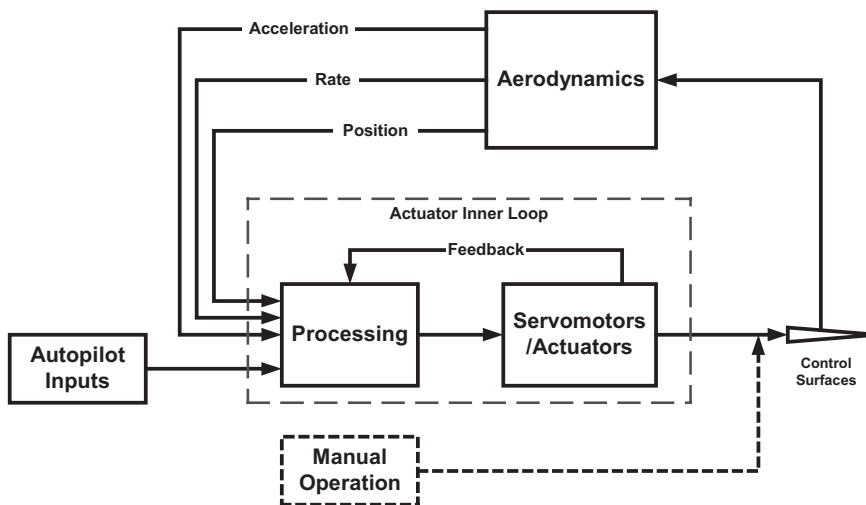 Acceleration
Rate
Position
Aerodynamics
Actuator Inner Loop
Feedback
Processing
Servomotors
/Actuators
Autopilot
Inputs
Control
Surfaces
Manual
Operation